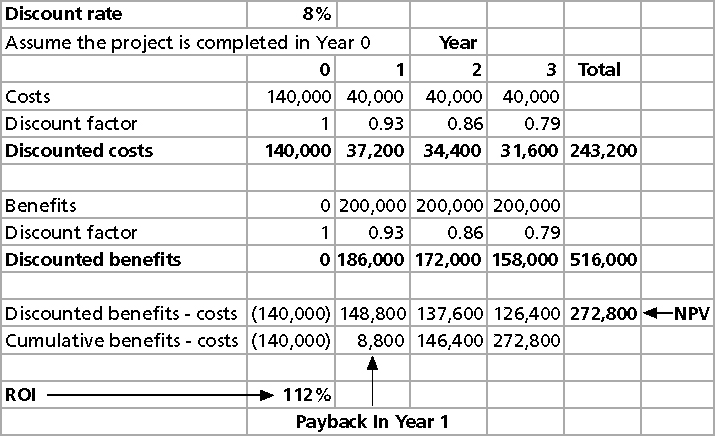 Discount rate 8%
Assume the project is completed in Year 0 Year
0 1 2 3 Total
Costs 140,000 40,000 40,000 40,000
Discount factor 1 0.93 0.86 0.79
Discounted costs 140,000 37,200 34,400 31,600 243,200
Benefits 0 200,000 200,000 200,000
Discount factor 1 0.93 0.86 0.79
Discounted benefits 0 186,000 172,000 158,000 516,000
Discounted benefits - costs (140,000) 148,800 137,600 126,400 272,800 NPV
Cumulative benefits - costs (140,000) 8,800 146,400 272,800
ROI 112%
Payback In Year 1